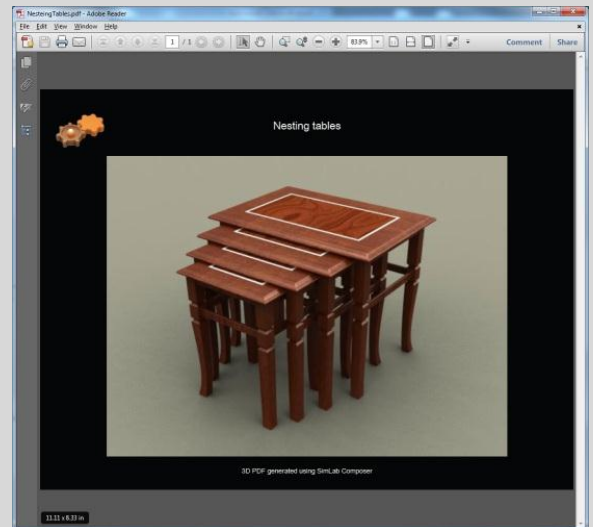 NesteingTables.pdf - Adobe Reader
File Edit View Window Help
1 / 1 83.9% Comment Share
Nesting tables
3D PDF generated using SimLab Composer
11.11 x 8.33 in